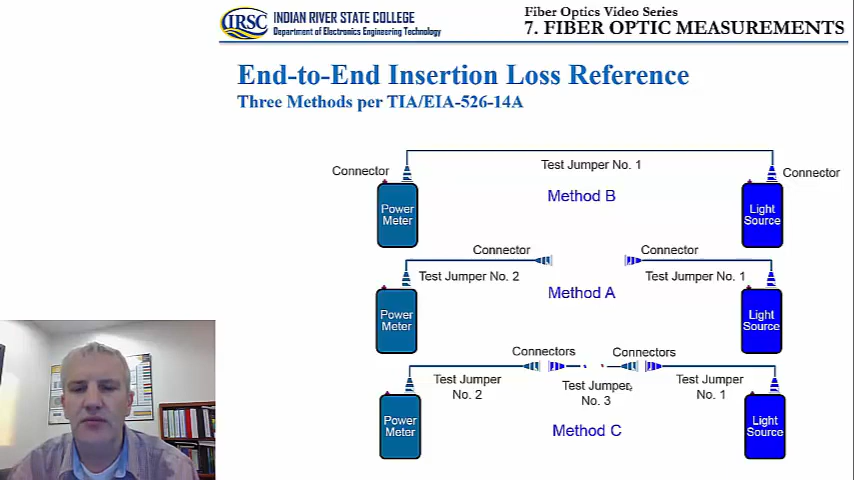 IRSC
INDIAN RIVER STATE COLLEGE
Department of Electronics Engineering Technology
Fiber Optics Video Series
7. FIBER OPTIC MEASUREMENTS
End-to-End Insertion Loss Reference
Three Methods per TIA/EIA-526-14A
Connector
Test Jumper No. 1
Connector
Method B
Power
Meter
Light
Source
Connector
Connector
Test Jumper No. 2
Test Jumper No. 1
Method A
Power
Meter
Light
Source
Connectors
Connectors
Test Jumper
No. 2
Test Jumper
No. 3
Test Jumper
No. 1
Method C
Power
Meter
Light
Source